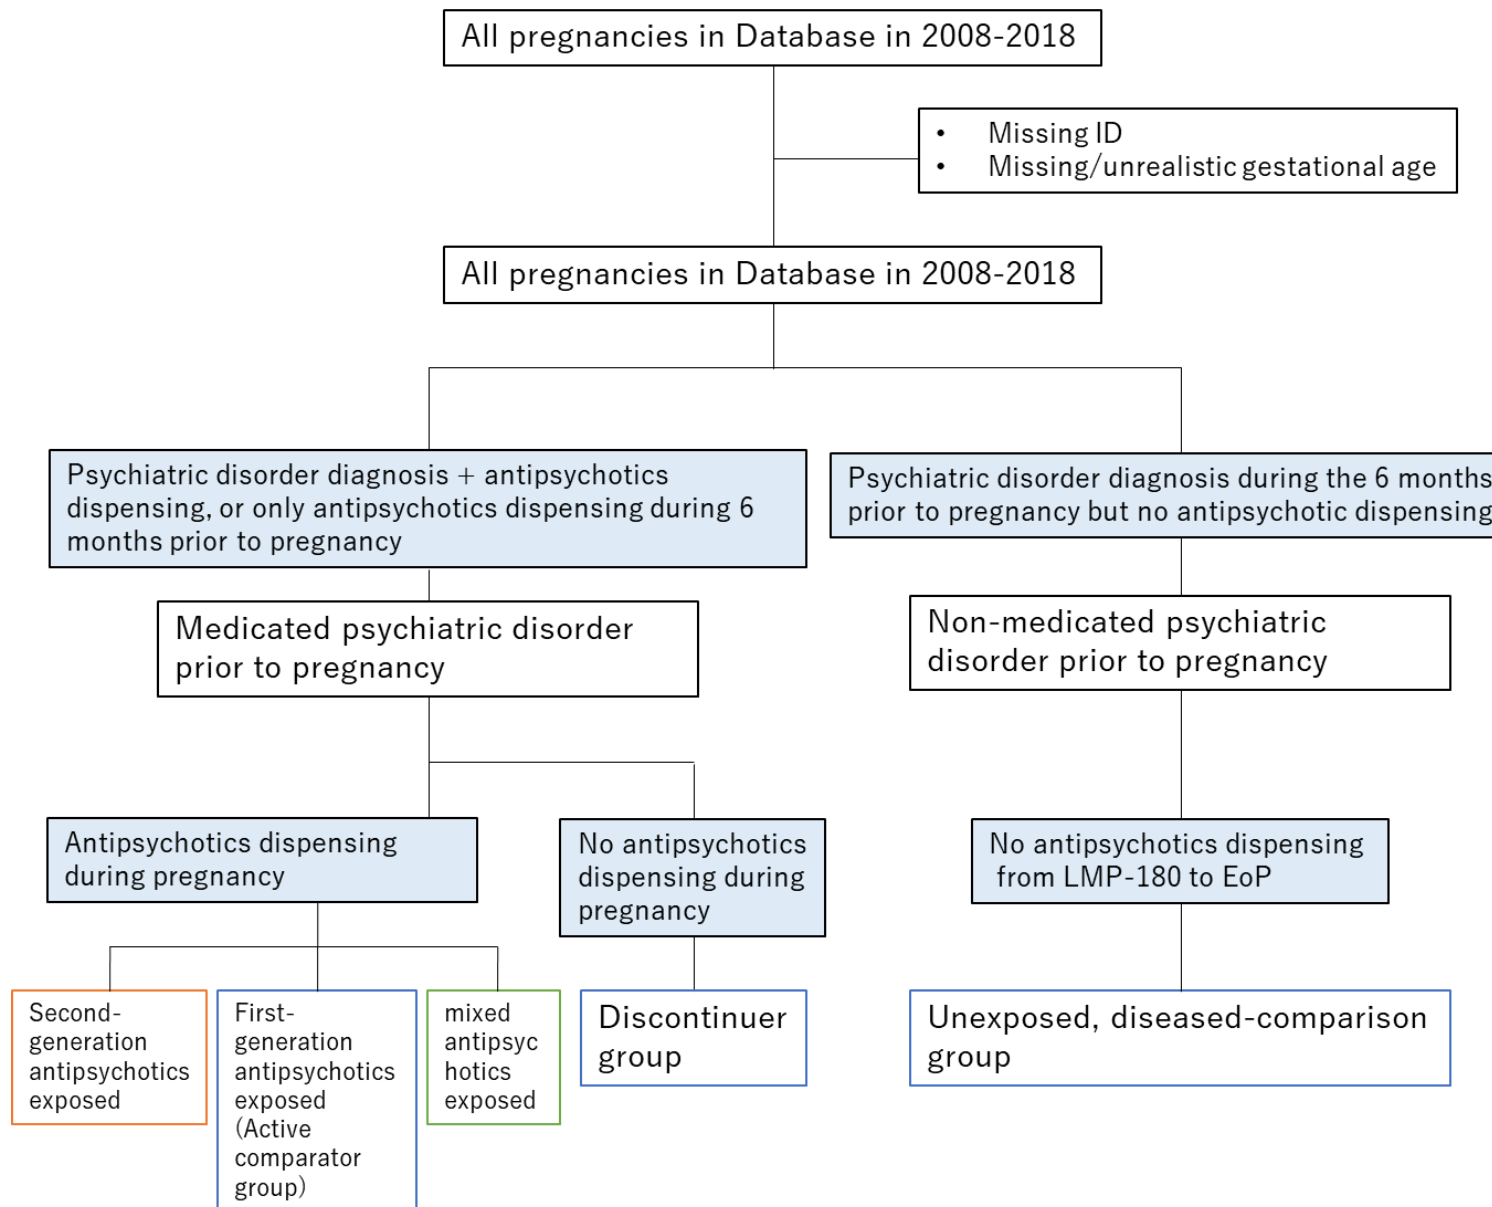 All pregnancies in Database in 2008-2018
• Missing ID
• Missing/unrealistic gestational age
All pregnancies in Database in 2008-2018
Psychiatric disorder diagnosis + antipsychotics
dispensing, or only antipsychotics dispensing during 6
months prior to pregnancy
Psychiatric disorder diagnosis during the 6 months
prior to pregnancy but no antipsychotic dispensing
Medicated psychiatric disorder
prior to pregnancy
Non-medicated psychiatric
disorder prior to pregnancy
Antipsychotics dispensing
during pregnancy
No antipsychotics
dispensing during
pregnancy
No antipsychotics dispensing
from LMP-180 to EoP
Second-
generation
antipsychotics
exposed
First-
generation
antipsychotics
exposed
(Active
comparator
group)
mixed
antipsyc
hotics
exposed
Discontinuer
group
Unexposed, diseased-comparison
group